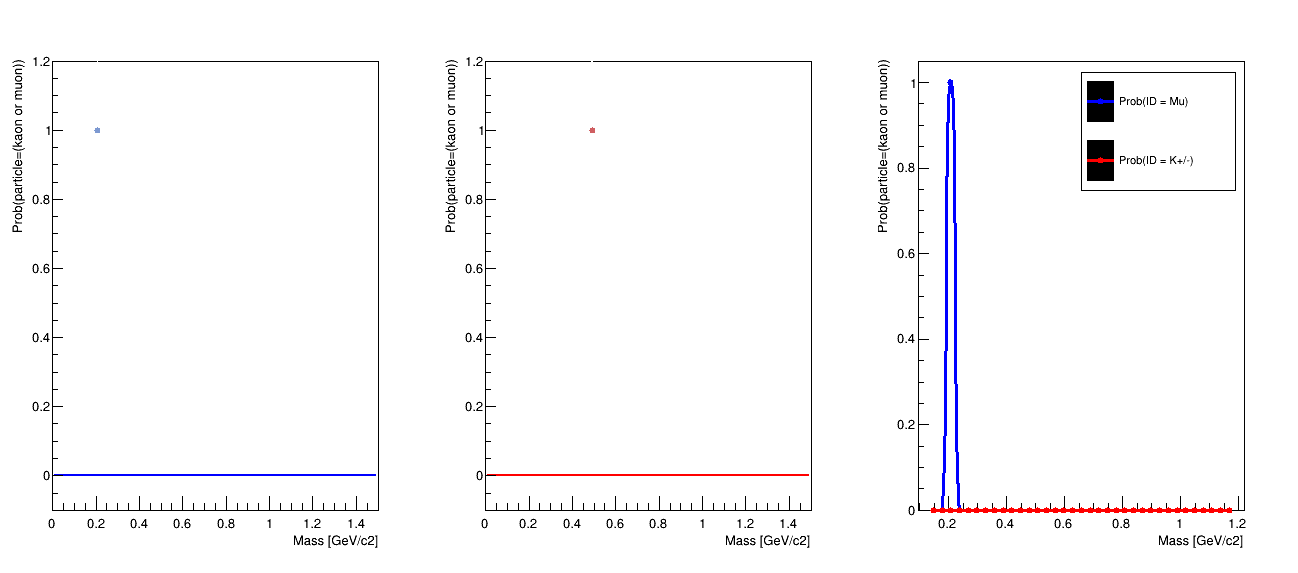 Prob(particle=(kaon or muon))
1.2
1
0.8
0.6
0.4
0.2
0
0 0.2 0.4 0.6 0.8 1 1.2 1.4
Mass [GeV/c2]
Prob(particle=(kaon or muon))
1.2
1
0.8
0.6
0.4
0.2
0
0 0.2 0.4 0.6 0.8 1 1.2 1.4
Mass [GeV/c2]
Prob(particle=(kaon or muon))
1
0.8
0.6
0.4
0.2
0
0.2 0.4 0.6 0.8 1 1.2
Mass [GeV/c2]
Prob(ID = Mu)
Prob(ID = K+/-)